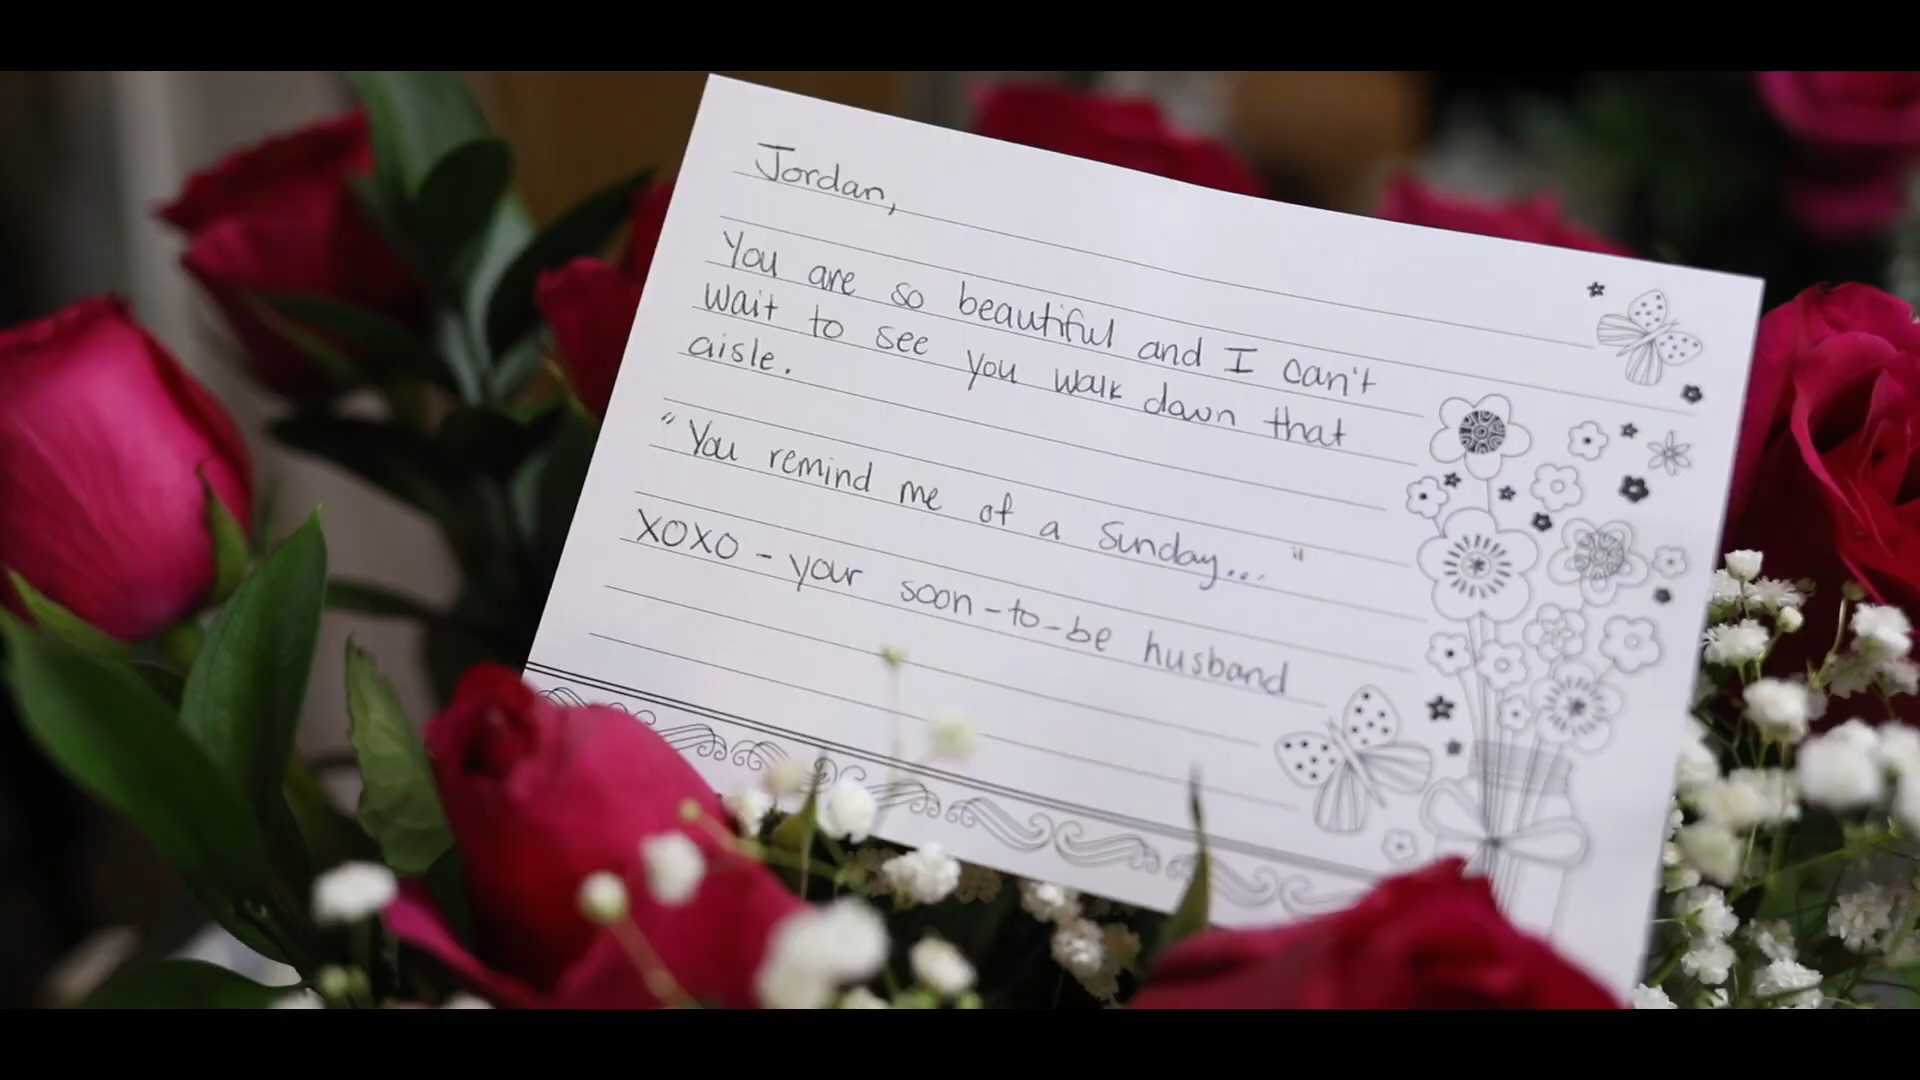 Jordan,
You are so beautiful and I can't
wait to see you walk down that
aisle.
"You remind me of a Sunday... "
XOXO - your soon-to-be husband